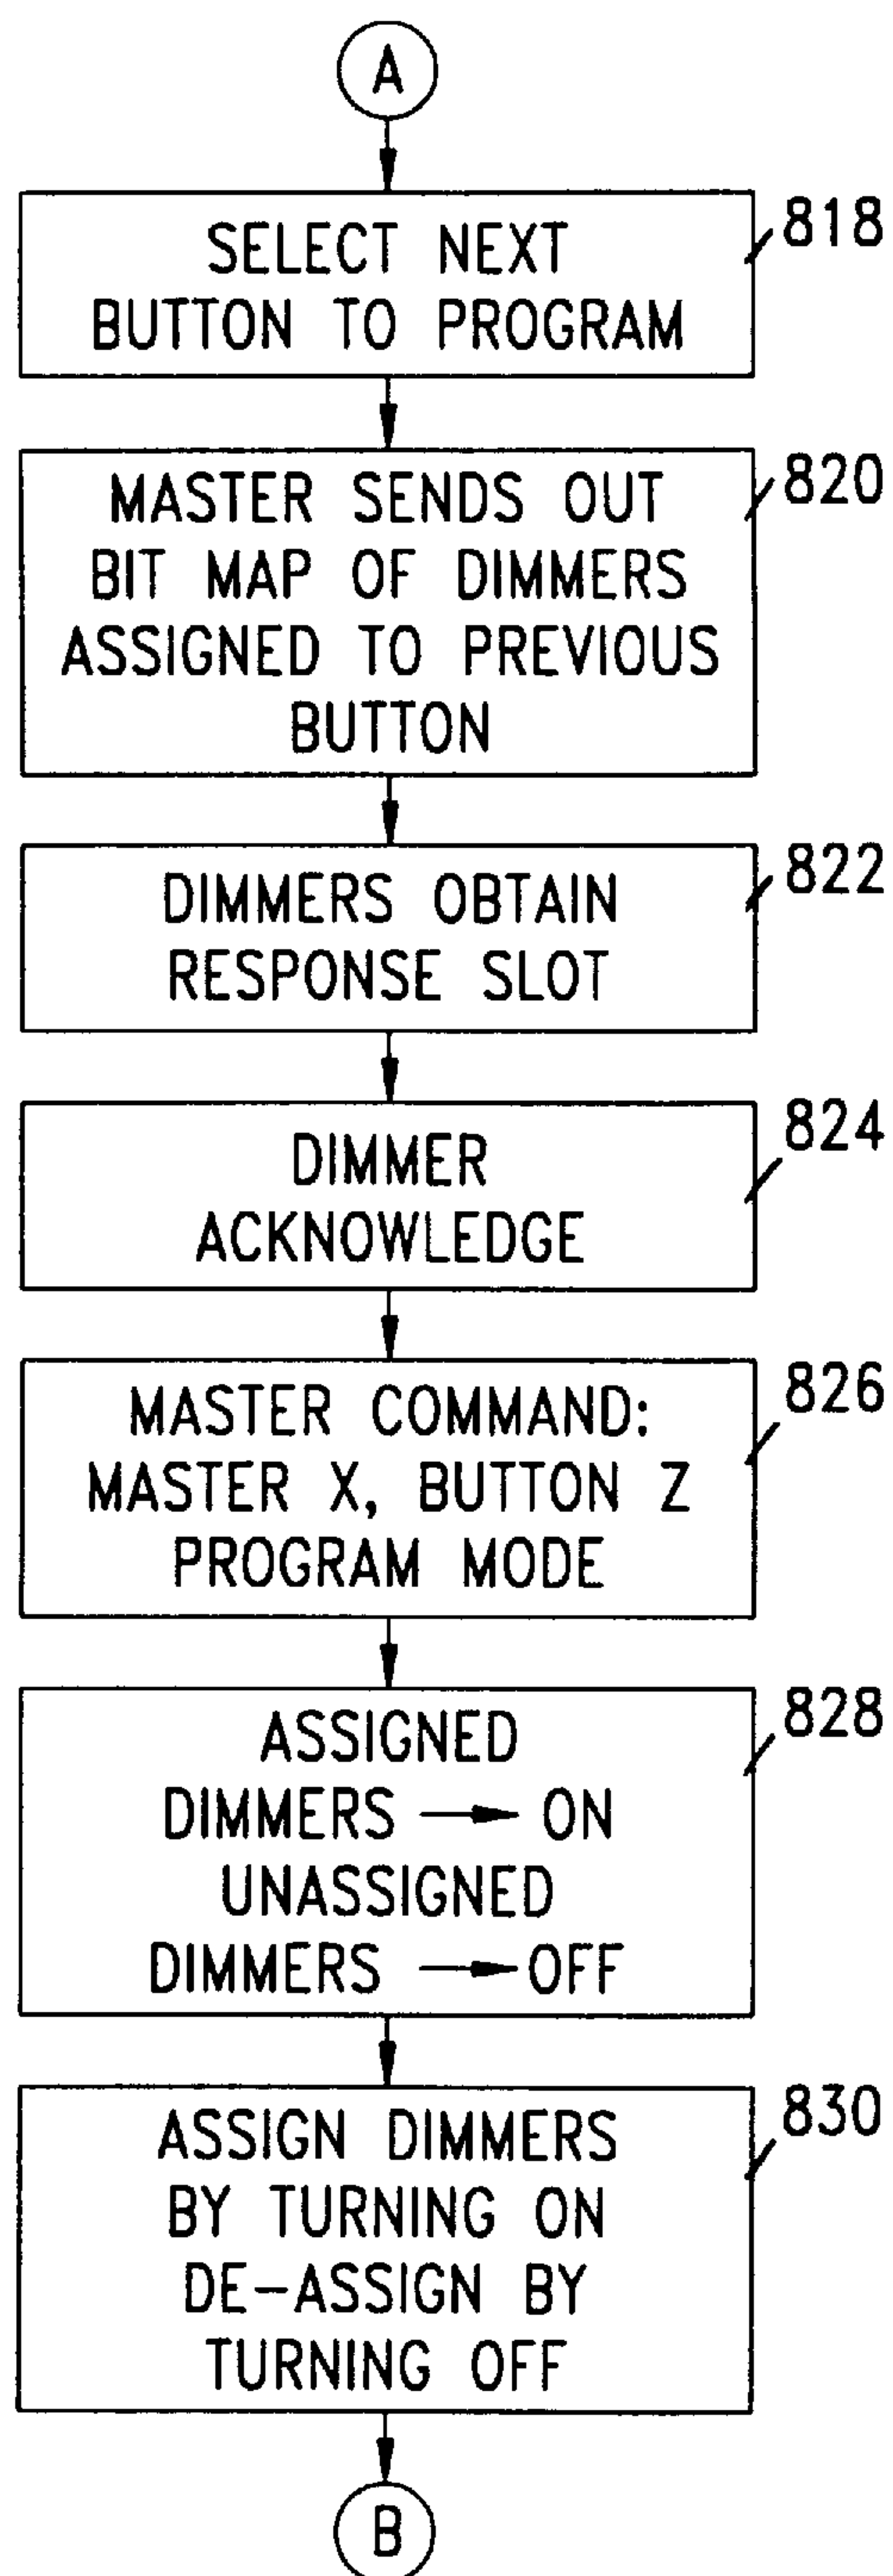 A
SELECT NEXT
BUTTON TO PROGRAM
818
MASTER SENDS OUT
BIT MAP OF DIMMERS
ASSIGNED TO PREVIOUS
BUTTON
820
DIMMERS OBTAIN
RESPONSE SLOT
822
DIMMER
ACKNOWLEDGE
824
MASTER COMMAND:
MASTER X, BUTTON Z
PROGRAM MODE
826
ASSIGNED
DIMMERS → ON
UNASSIGNED
DIMMERS → OFF
828
ASSIGN DIMMERS
BY TURNING ON
DE-ASSIGN BY
TURNING OFF
830
B